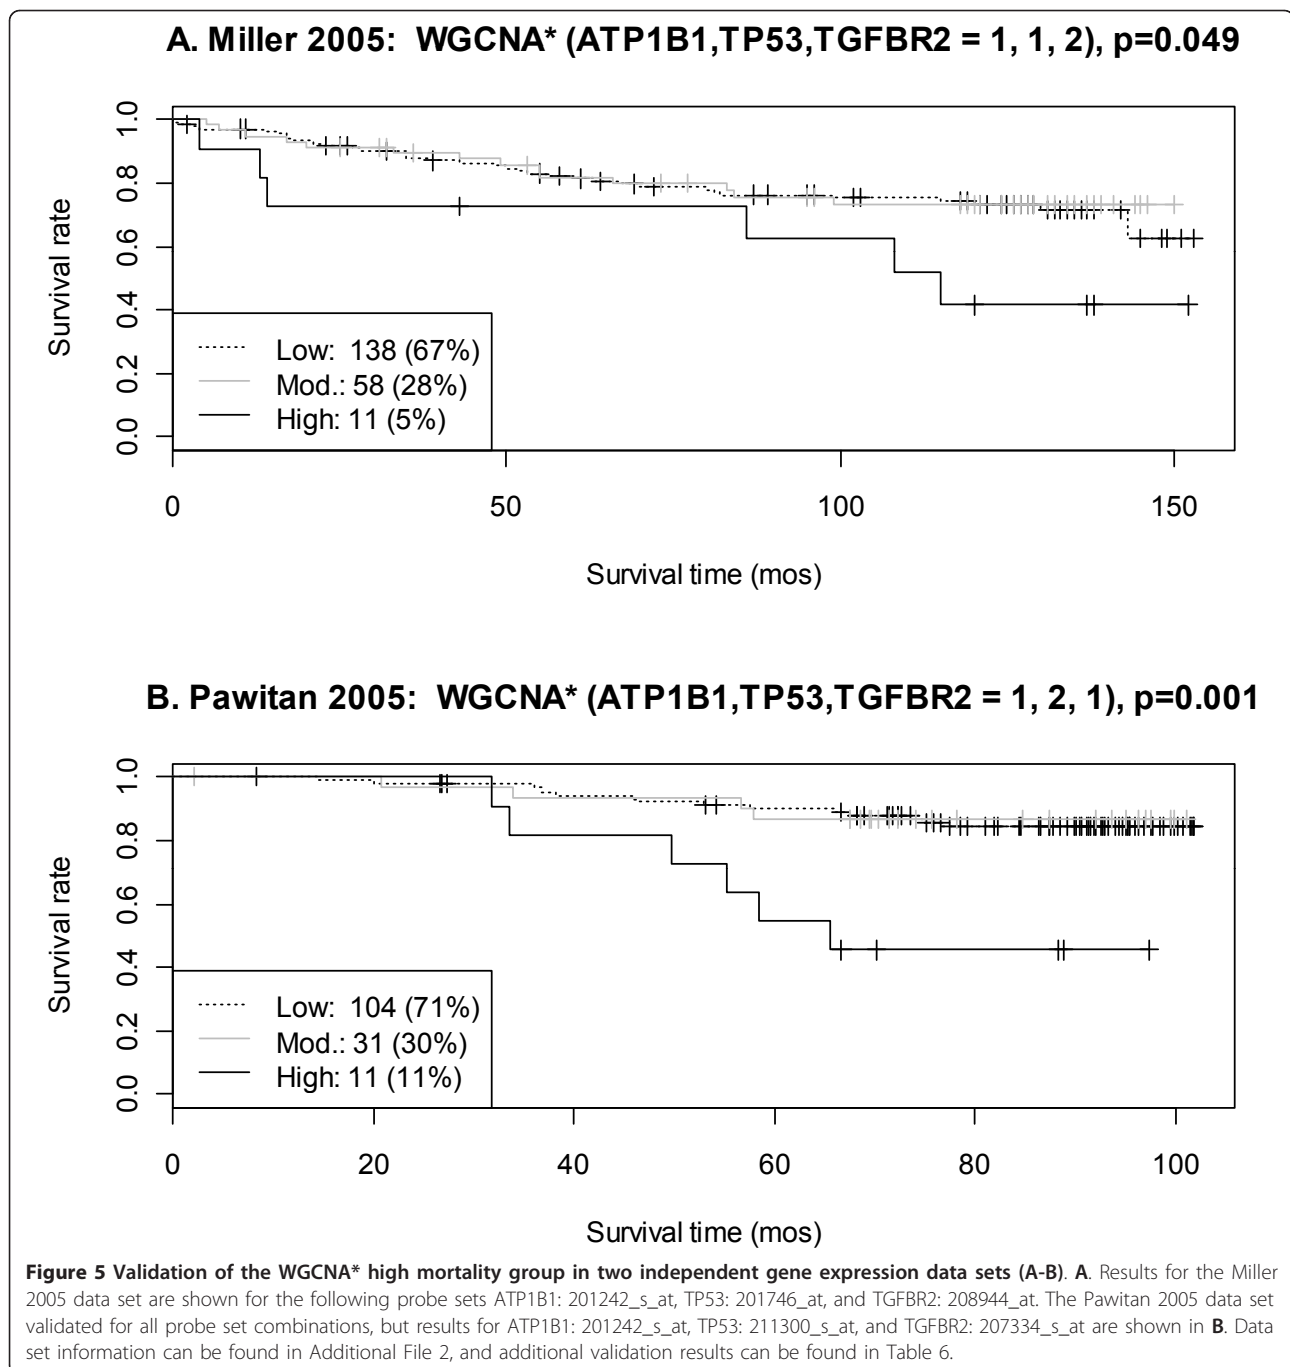 A. Miller 2005: WGCNA* (ATP1B1,TP53,TGFBR2 = 1, 1, 2), p=0.049
Survival rate
1.0
0.8
0.6
0.4
0.2
0.0
Low: 138 (67%)
Mod.: 58 (28%)
High: 11 (5%)
0 50 100 150
Survival time (mos)
B. Pawitan 2005: WGCNA* (ATP1B1,TP53,TGFBR2 = 1, 2, 1), p=0.001
Survival rate
1.0
0.8
0.6
0.4
0.2
0.0
Low: 104 (71%)
Mod.: 31 (30%)
High: 11 (11%)
0 20 40 60 80 100
Survival time (mos)
Figure 5 Validation of the WGCNA* high mortality group in two independent gene expression data sets (A-B). A. Results for the Miller
2005 data set are shown for the following probe sets ATP1B1: 201242_s_at, TP53: 201746_at, and TGFBR2: 208944_at. The Pawitan 2005 data set
validated for all probe set combinations, but results for ATP1B1: 201242_s_at, TP53: 211300_s_at, and TGFBR2: 207334_s_at are shown in B. Data
set information can be found in Additional File 2, and additional validation results can be found in Table 6.